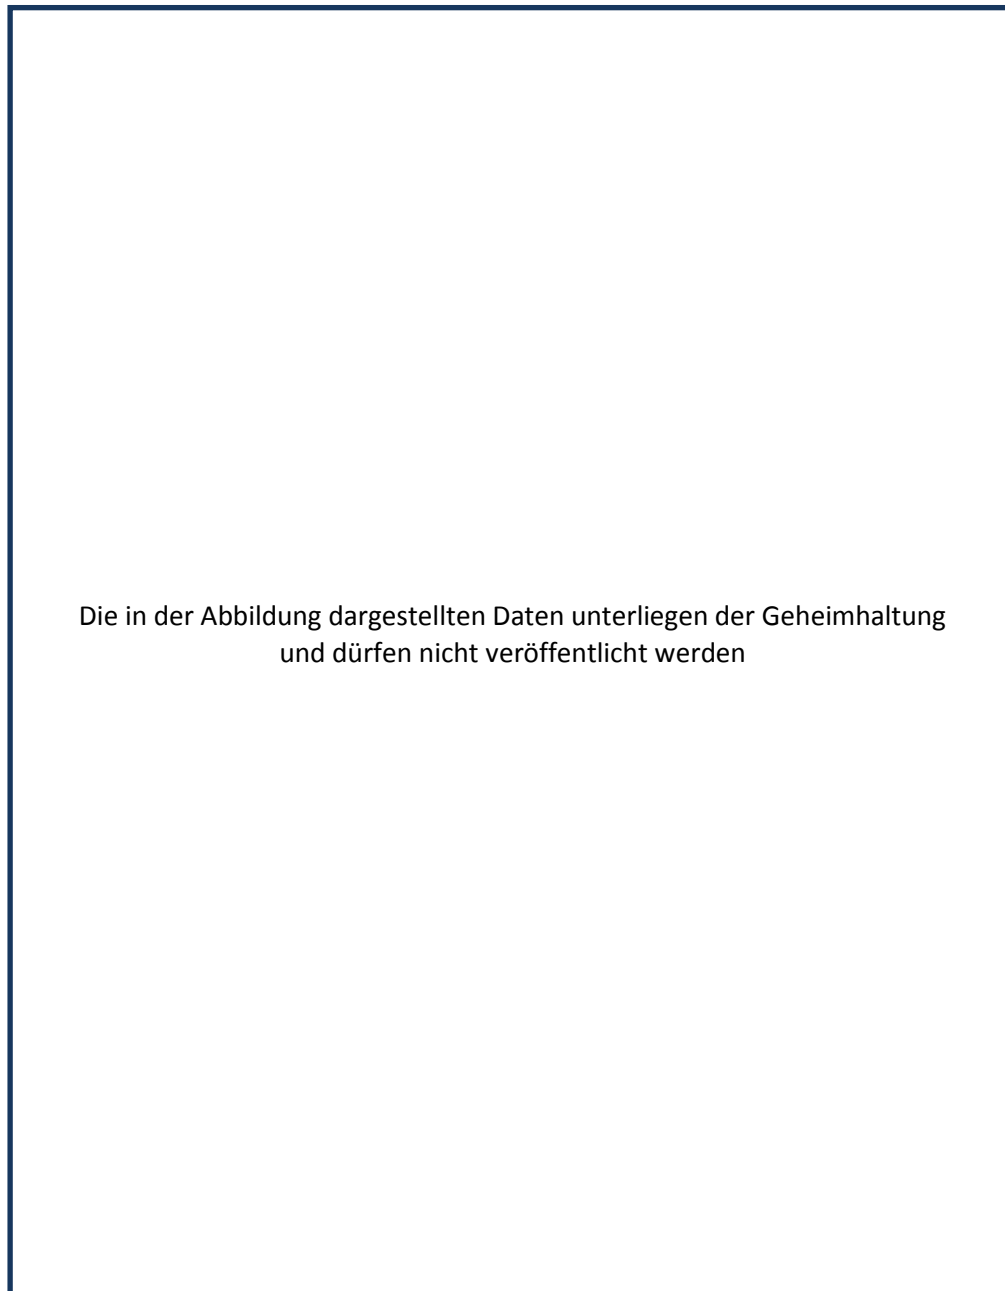 Die in der Abbildung dargestellten Daten unterliegen der Geheimhaltung
und dürfen nicht veröffentlicht werden